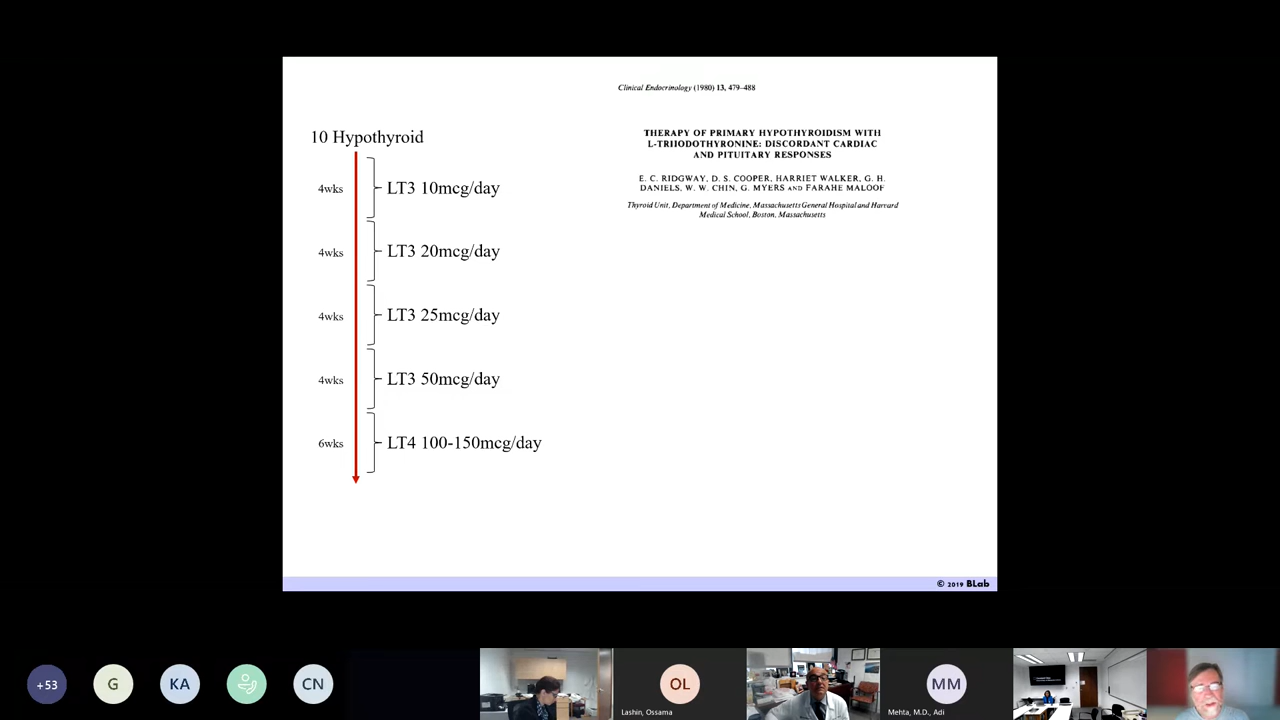 Clinical Endocrinology (1980) 13, 479–488
10 Hypothyroid
THERAPY OF PRIMARY HYPOTHYROIDISM WITH
L-TRIIODOTHYRONINE: DISCORDANT CARDIAC
AND PITUITARY RESPONSES
E. C. RIDGWAY, D. S. COOPER, HARRIET WALKER, G. H.
DANIELS, W. W. CHIN, G. MYERS AND FARAHE MALOOF
Thyroid Unit, Department of Medicine, Massachusetts General Hospital and Harvard
Medical School, Boston, Massachusetts
4wks LT3 10mcg/day
4wks LT3 20mcg/day
4wks LT3 25mcg/day
4wks LT3 50mcg/day
6wks LT4 100-150mcg/day
© 2019 BLab
+53
G
KA
CN
OL
Lashin, Ossama
MM
Mehta, M.D., Adi